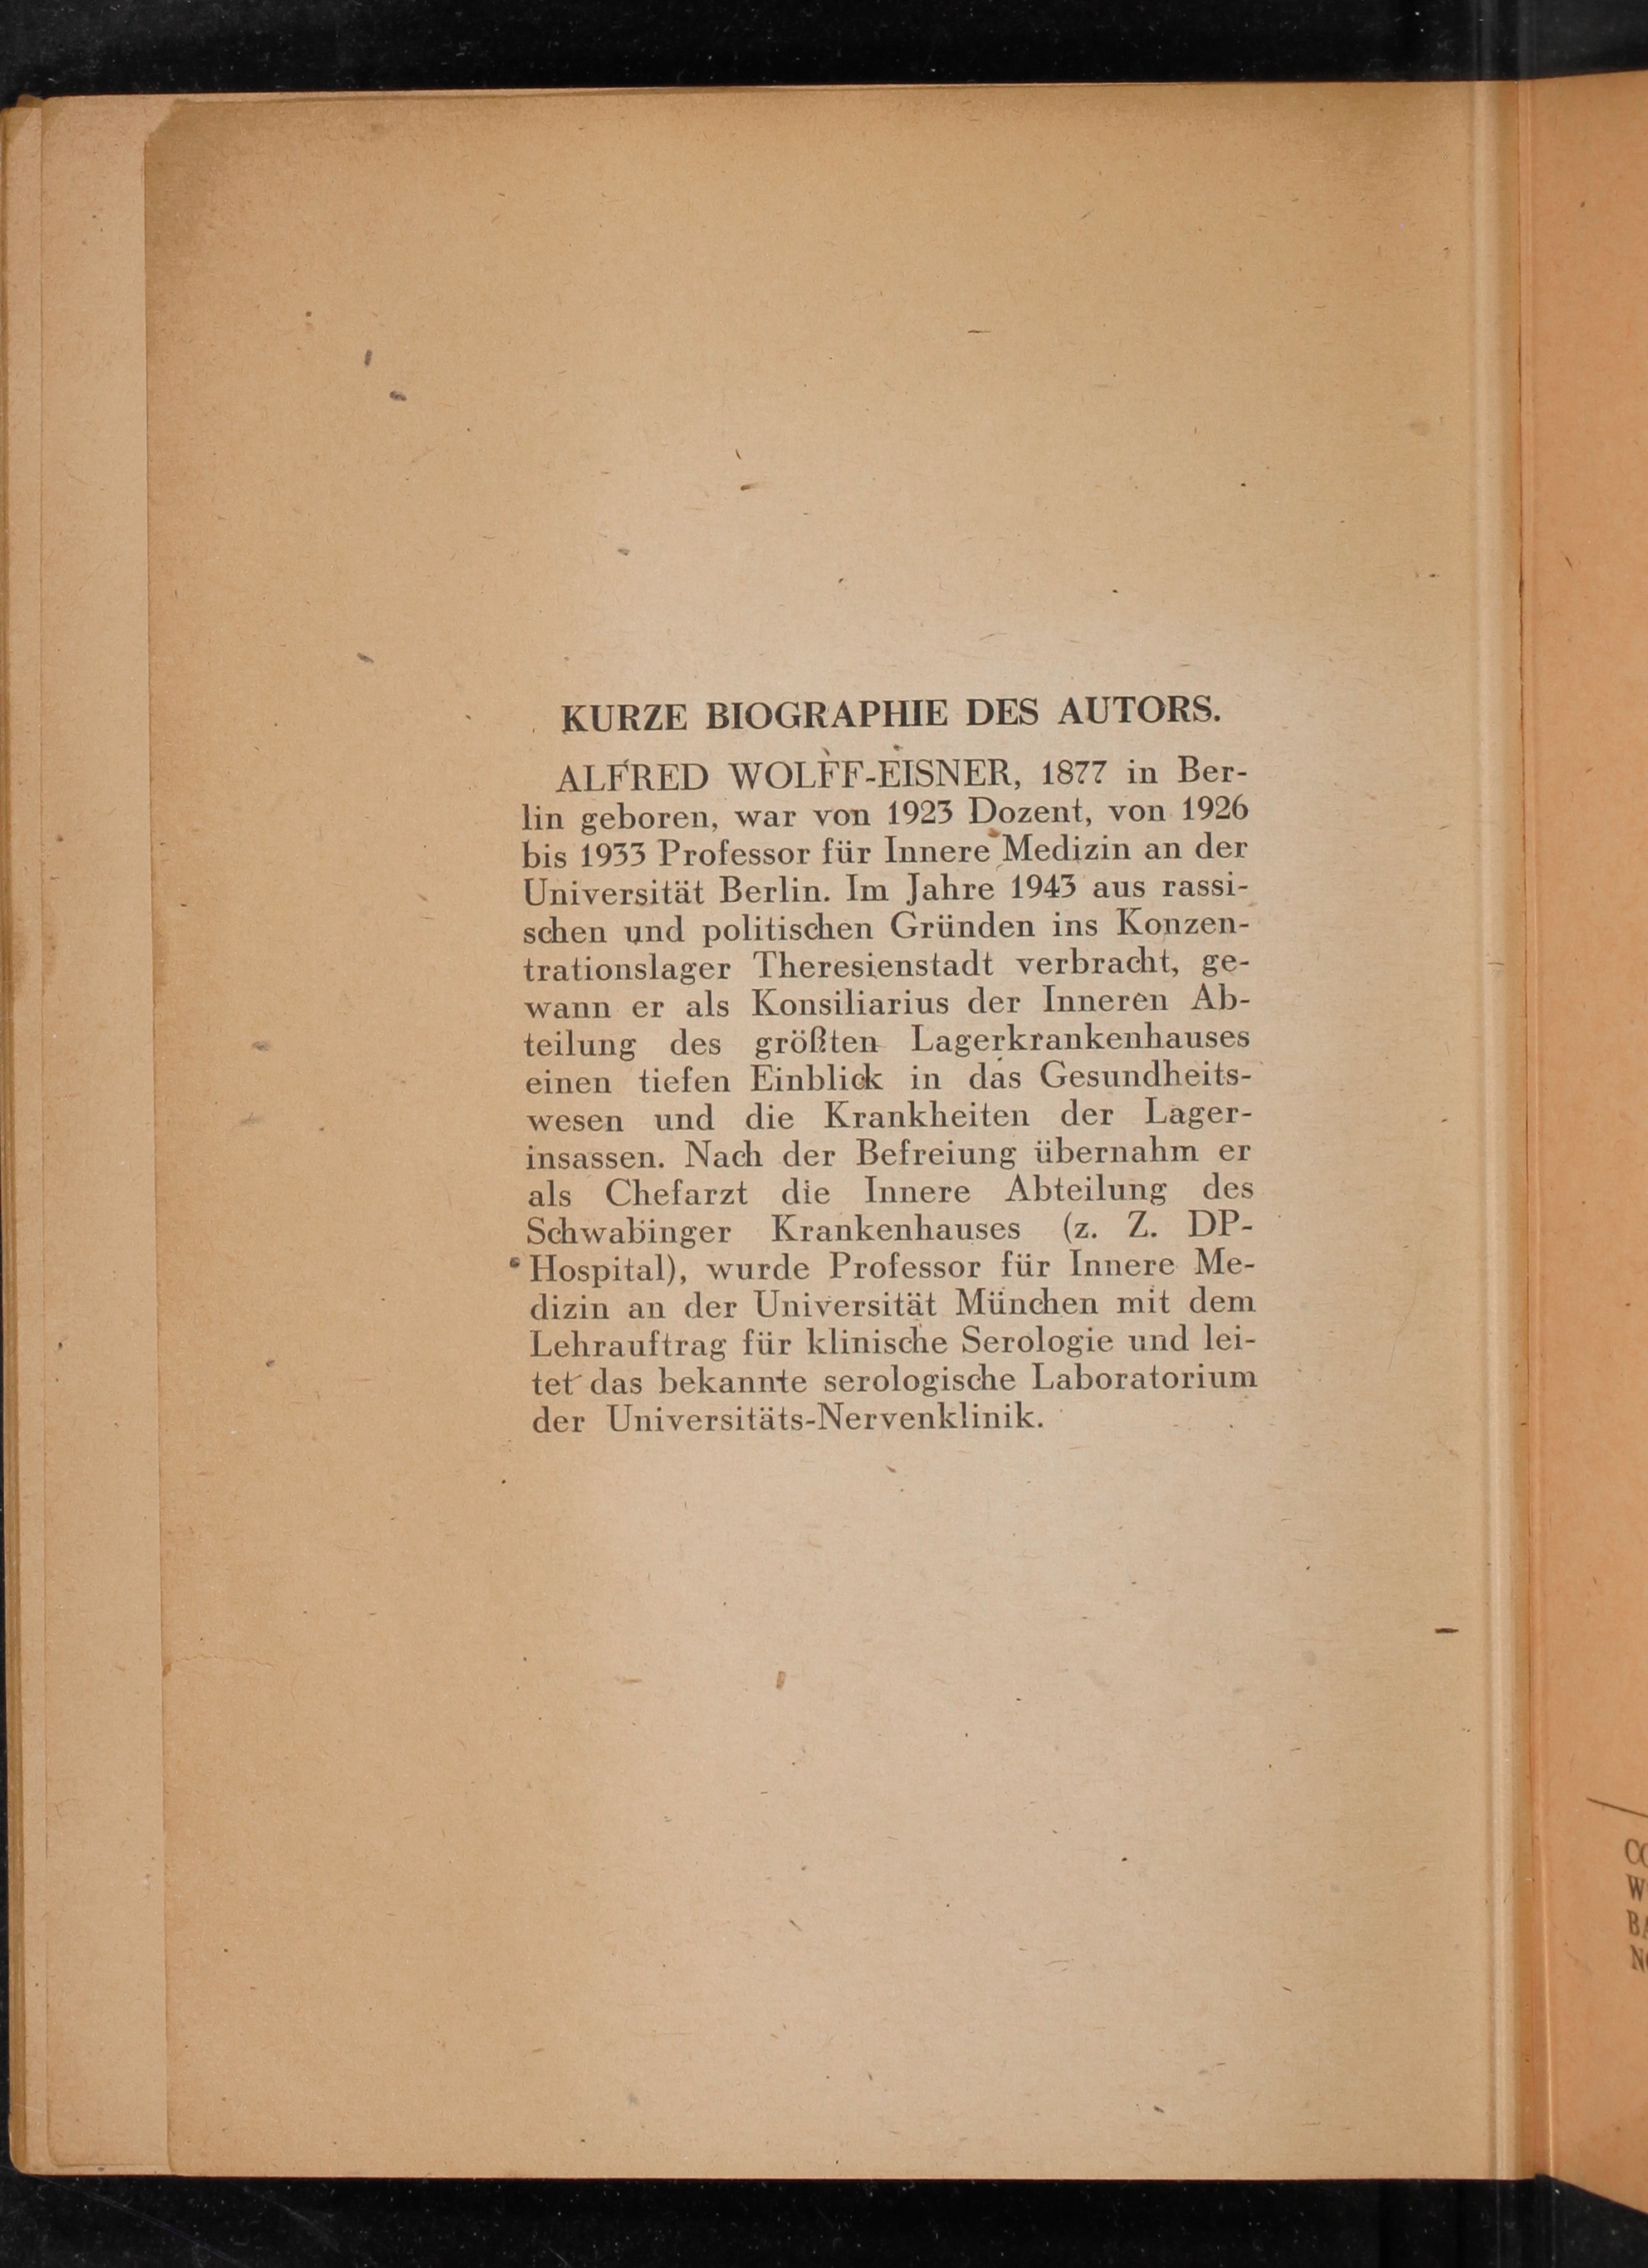 KURZE BIOGRAPHIE DES AUTORS.
ALFRED WOLFF-EISNER, 1877 in Ber-
lin geboren, war von 1923 Dozent, von 1926
bis 1933 Professor für Innere Medizin an der
Universität Berlin. Im Jahre 1943 aus rassi-
schen und politischen Gründen ins Konzen-
trationslager Theresienstadt verbracht, ge-
wann er als Konsiliarius der Inneren Ab-
teilung des größten Lagerkrankenhauses
einen tiefen Einblick in das Gesundheits-
wesen und die Krankheiten der Lager-
insassen. Nach der Befreiung übernahm er
als Chefarzt die Innere Abteilung des
Schwabinger Krankenhauses (z. Z. DP-
Hospital), wurde Professor für Innere Me-
dizin an der Universität München mit dem
Lehrauftrag für klinische Serologie und lei-
tet das bekannte serologische Laboratorium
der Universitäts-Nervenklinik.